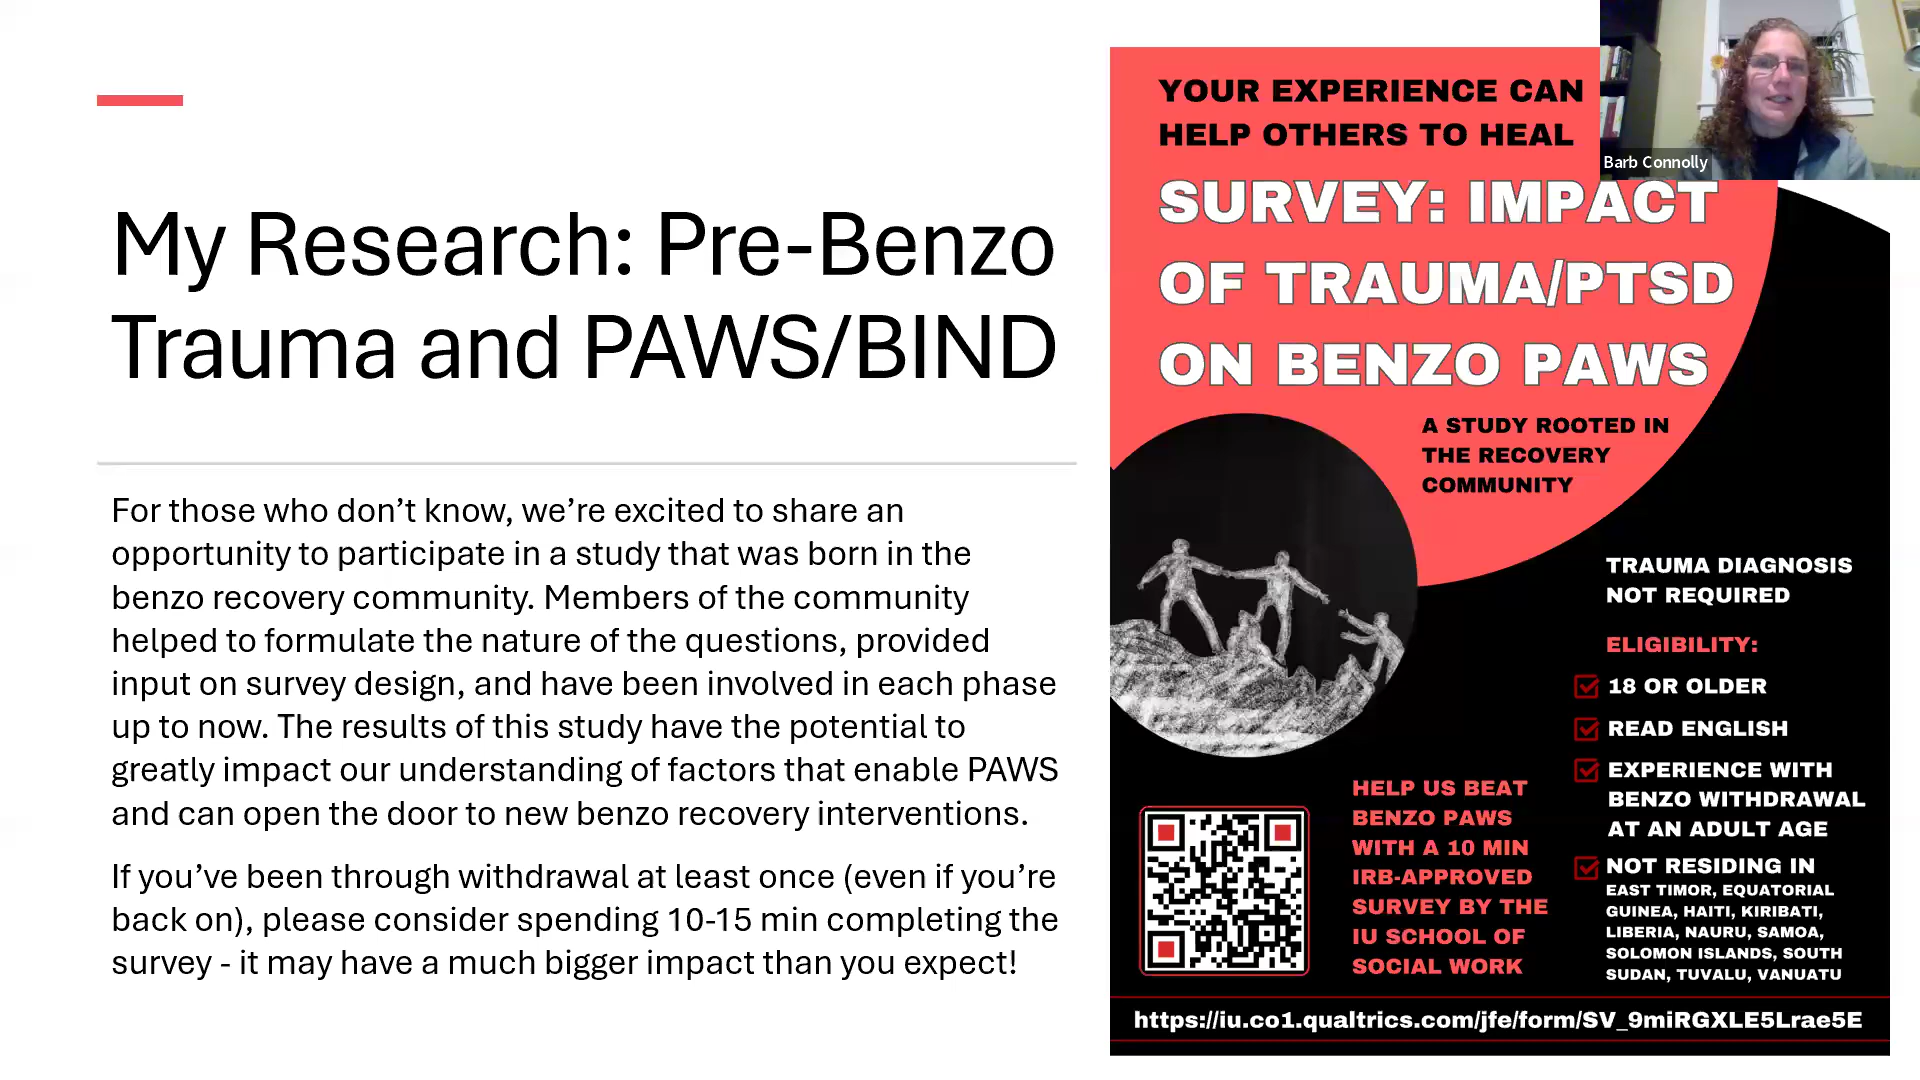 My Research: Pre-Benzo
Trauma and PAWS/BIND
For those who don’t know, we’re excited to share an
opportunity to participate in a study that was born in the
benzo recovery community. Members of the community
helped to formulate the nature of the questions, provided
input on survey design, and have been involved in each phase
up to now. The results of this study have the potential to
greatly impact our understanding of factors that enable PAWS
and can open the door to new benzo recovery interventions.
If you’ve been through withdrawal at least once (even if you’re
back on), please consider spending 10-15 min completing the
survey - it may have a much bigger impact than you expect!
YOUR EXPERIENCE CAN
HELP OTHERS TO HEAL
SURVEY: IMPACT
OF TRAUMA/PTSD
ON BENZO PAWS
A STUDY ROOTED IN
THE RECOVERY
COMMUNITY
TRAUMA DIAGNOSIS
NOT REQUIRED
ELIGIBILITY:
18 OR OLDER
READ ENGLISH
EXPERIENCE WITH
BENZO WITHDRAWAL
AT AN ADULT AGE
NOT RESIDING IN
EAST TIMOR, EQUATORIAL
GUINEA, HAITI, KIRIBATI,
LIBERIA, NAURU, SAMOA,
SOLOMON ISLANDS, SOUTH
SUDAN, TUVALU, VANUATU
HELP US BEAT
BENZO PAWS
WITH A 10 MIN
IRB-APPROVED
SURVEY BY THE
IU SCHOOL OF
SOCIAL WORK
https://iu.co1.qualtrics.com/jfe/form/SV_9miRGXLE5Lrae5E
Barb Connolly